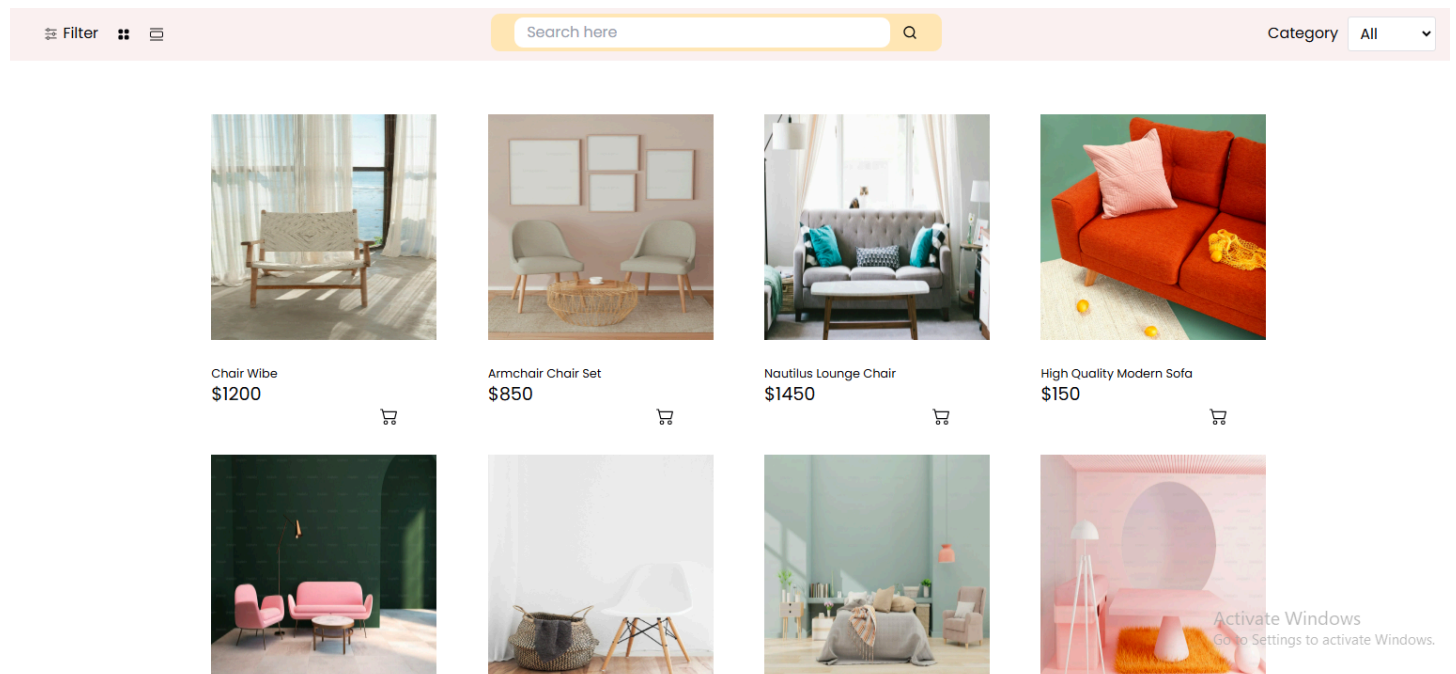 Filter
Search here
Category
All
Chair Wibe
$1200
Armchair Chair Set
$850
Nautilus Lounge Chair
$1450
High Quality Modern Sofa
$150
Activate Windows
Go to Settings to activate Windows.